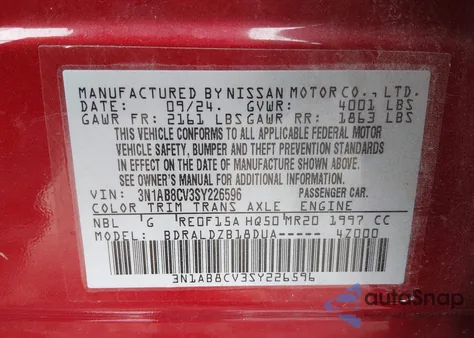 MANUFACTURED BY NISSAN MOTOR CO., LTD.
DATE: 09/24. GVWR: 4001 LBS
GAWR FR: 2161 LBS GAWR RR: 1863 LBS
THIS VEHICLE CONFORMS TO ALL APPLICABLE FEDERAL MOTOR
VEHICLE SAFETY, BUMPER AND THEFT PREVENTION STANDARDS
IN EFFECT ON THE DATE OF MANUFACTURE SHOWN ABOVE.
SEE OWNER'S MANUAL FOR ADDITIONAL INFORMATION.
VIN: 3N1AB8CV3SY226596 PASSENGER CAR.
COLOR TRIM TRANS AXLE ENGINE
NBL G RE0F15A HQ50 MR20 1997 CC
MODEL: BDRALDZB18DUA----- 4Z000
3N1AB8CV3SY226596
autoSnap